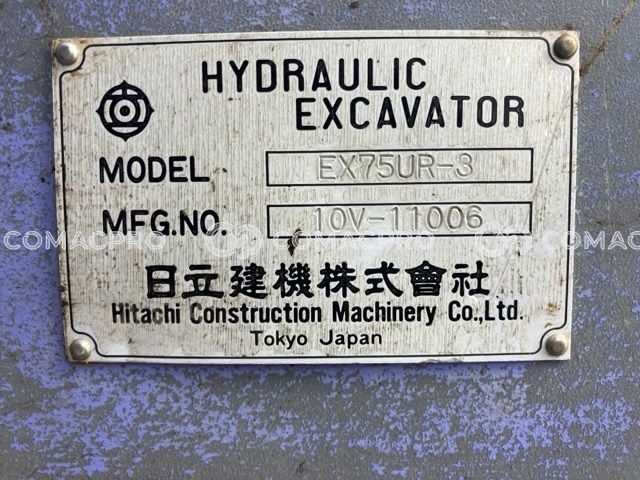 HYDRAULIC
EXCAVATOR
MODEL EX75UR-3
MFG.NO. 10V-11006
COMACPRO COMACPRO COMACPRO
日立建機株式會社
Hitachi Construction Machinery Co.,Ltd.
Tokyo Japan